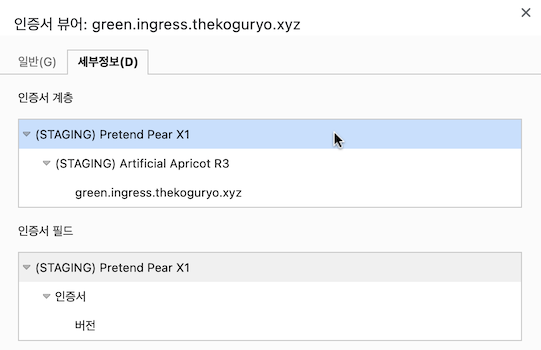 인증서 뷰어: green.ingress.thekoguryo.xyz
일반(G) 세부정보(D)
인증서 계층
(STAGING) Pretend Pear X1
(STAGING) Artificial Apricot R3
green.ingress.thekoguryo.xyz
인증서 필드
(STAGING) Pretend Pear X1
인증서
버전